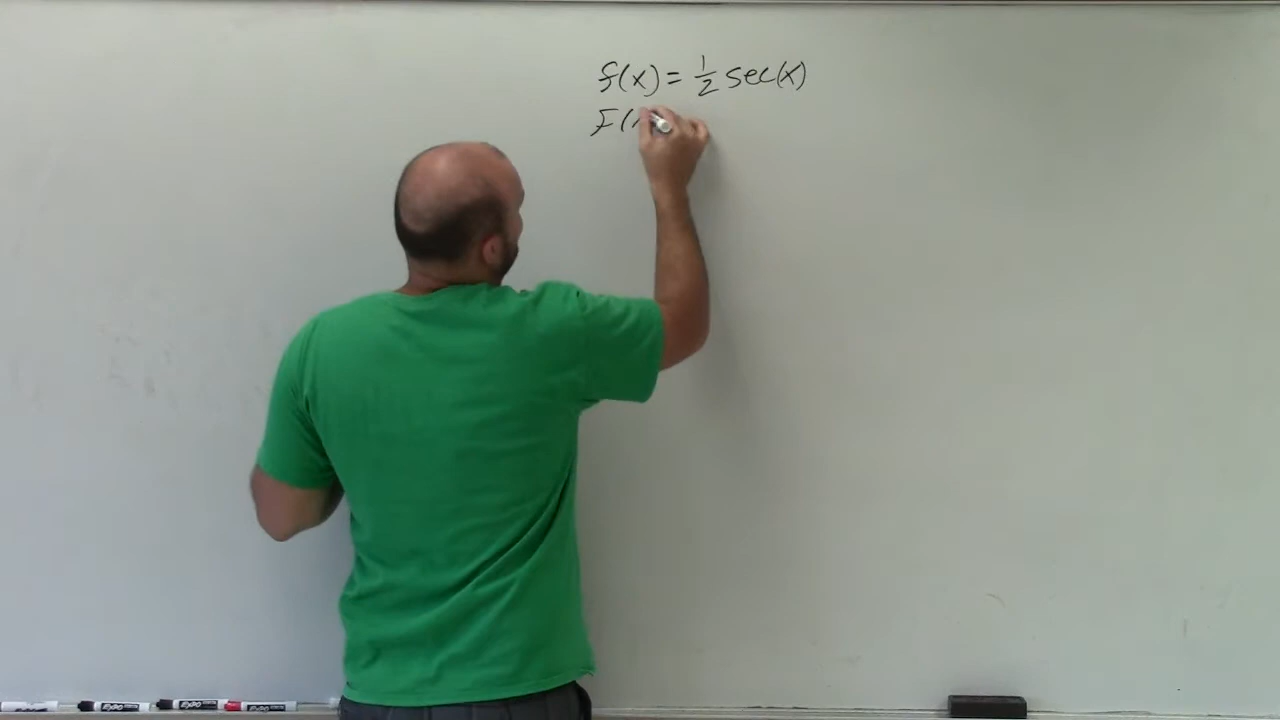 f(x) = 1/2 sec(x)
f(